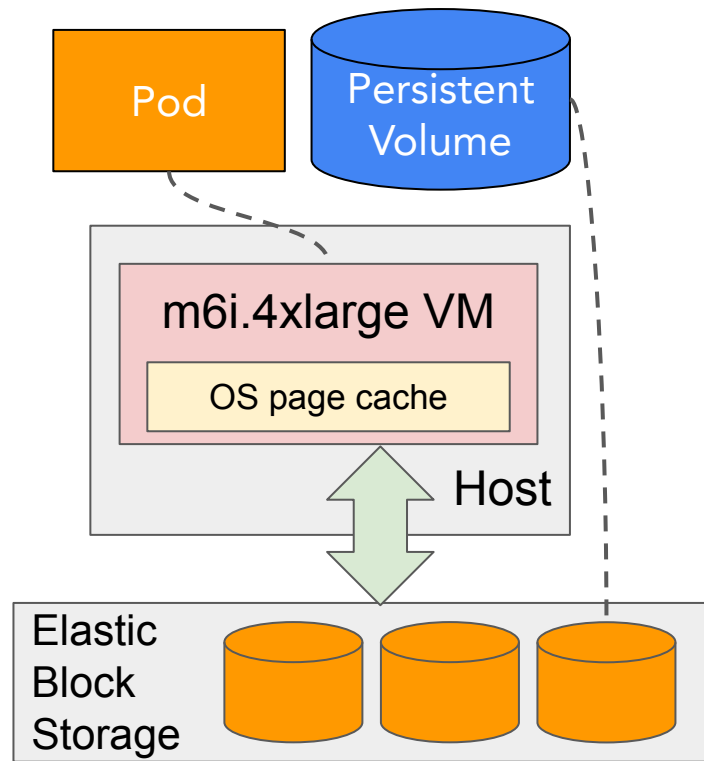 Pod
Persistent
Volume
m6i.4xlarge VM
OS page cache
Host
Elastic
Block
Storage